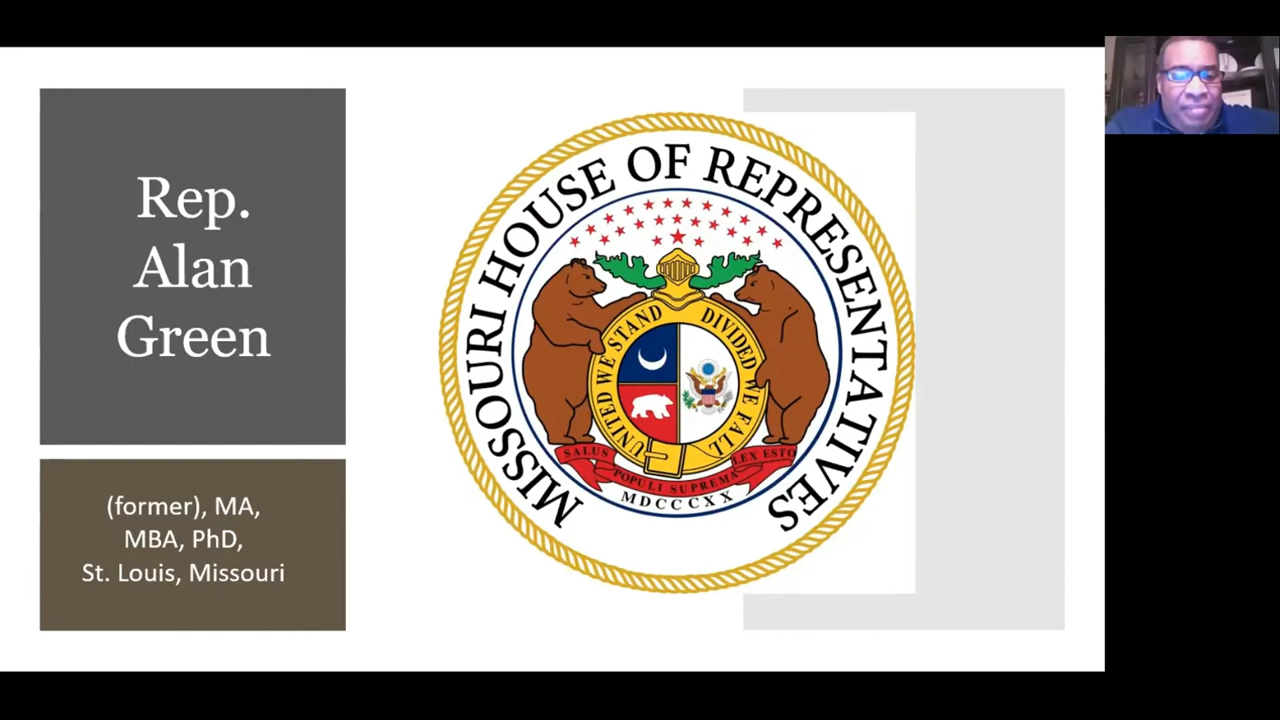 Rep.
Alan
Green
(former), MA,
MBA, PhD,
St. Louis, Missouri
MISSOURI HOUSE OF REPRESENTATIVES
UNITED WE STAND DIVIDED WE FALL
SALUS POPULI SUPREMA LEX ESTO
MDCCCXX